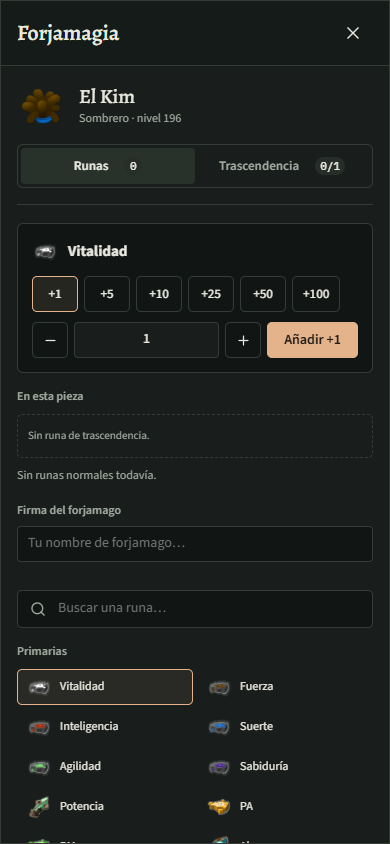 Forjamagia
El Kim
Sombrero · nivel 196
Runas 0 Trascendencia 0/1
Vitalidad
+1 +5 +10 +25 +50 +100
− 1 + Añadir +1
En esta pieza
Sin runa de trascendencia.
Sin runas normales todavía.
Firma del forjamago
Tu nombre de forjamago…
Buscar una runa…
Primarias
Vitalidad Fuerza
Inteligencia Suerte
Agilidad Sabiduría
Potencia PA